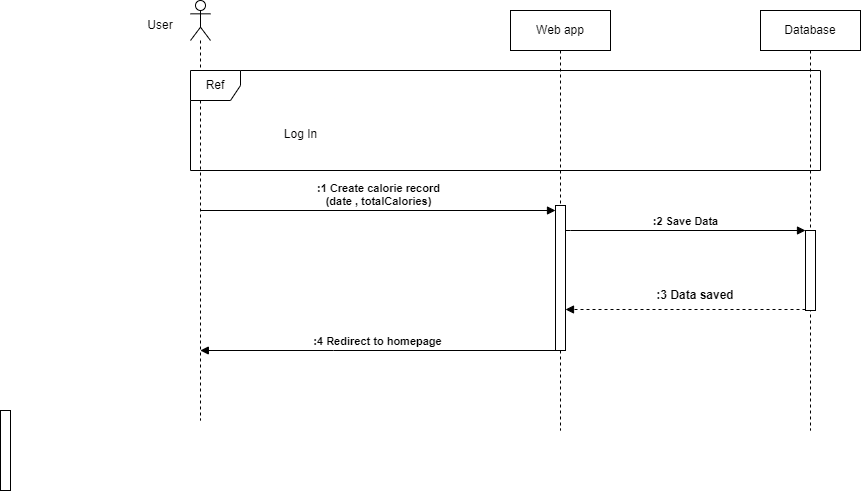 User
Web app
Database
Ref
Log In
:1 Create calorie record
(date , totalCalories)
:2 Save Data
:3 Data saved
:4 Redirect to homepage